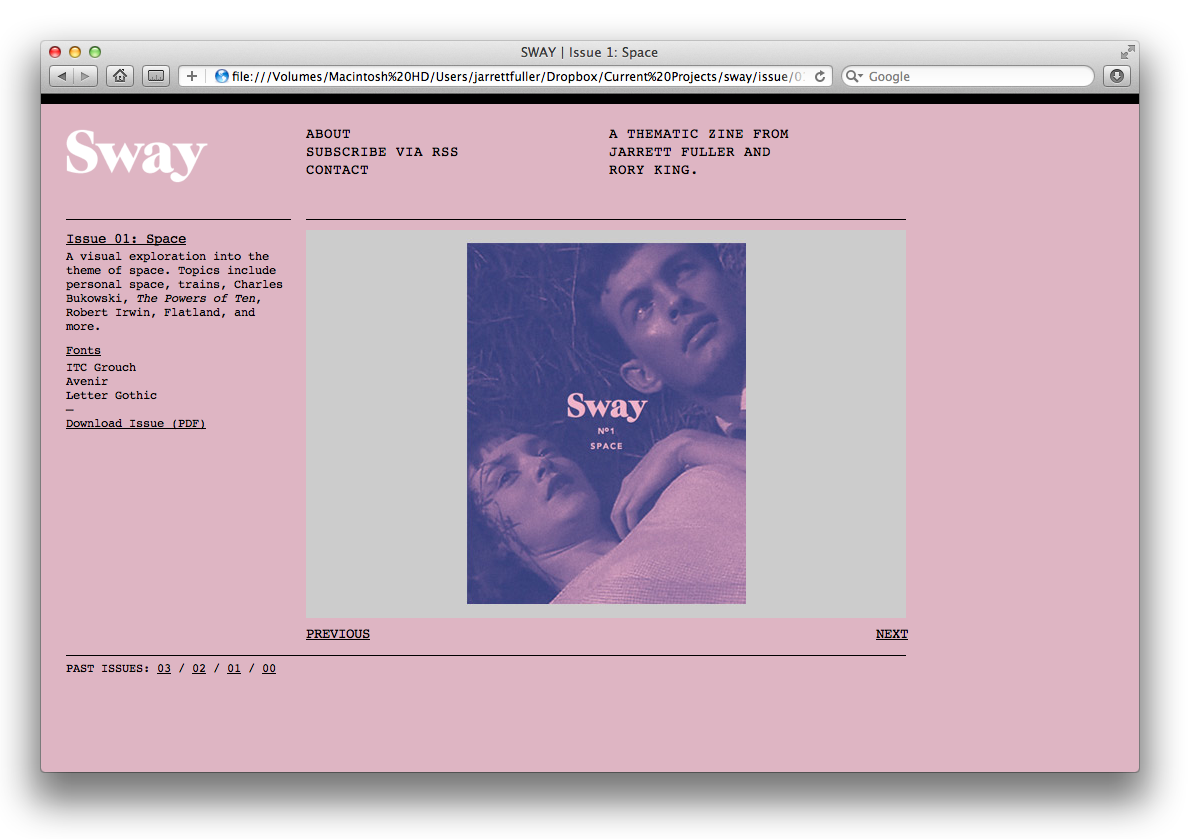 SWAY | Issue 1: Space
file:///Volumes/Macintosh%20HD/Users/jarrettfuller/Dropbox/Current%20Projects/sway/issue/0
Google
Sway
ABOUT
SUBSCRIBE VIA RSS
CONTACT
A THEMATIC ZINE FROM
JARRETT FULLER AND
RORY KING.
Issue 01: Space
A visual exploration into the
theme of space. Topics include
personal space, trains, Charles
Bukowski, The Powers of Ten,
Robert Irwin, Flatland, and
more.
Fonts
ITC Grouch
Avenir
Letter Gothic
—
Download Issue (PDF)
Sway
Nº1
SPACE
PREVIOUS
NEXT
PAST ISSUES: 03 / 02 / 01 / 00